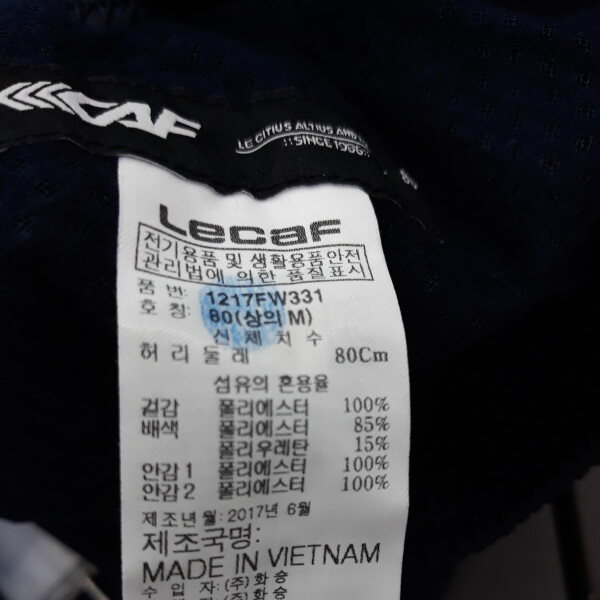 CAF
LE CITIUS ALTIUS AND
::SINCE 1986::
Lecaf
전기용품 및 생활용품안전
관리법에 의한 품질표시
품 번: 1217FW331
호 칭: 80(상의 M)
신 체 치 수
허 리 둘 레 80Cm
섬유의 혼용율
겉감 폴리에스터 100%
배색 폴리에스터 85%
폴리우레탄 15%
안감 1 폴리에스터 100%
안감 2 폴리에스터 100%
제조년월: 2017년 6월
제조국명:
MADE IN VIETNAM
수 입 자: (주) 화 승
(주) 화 승